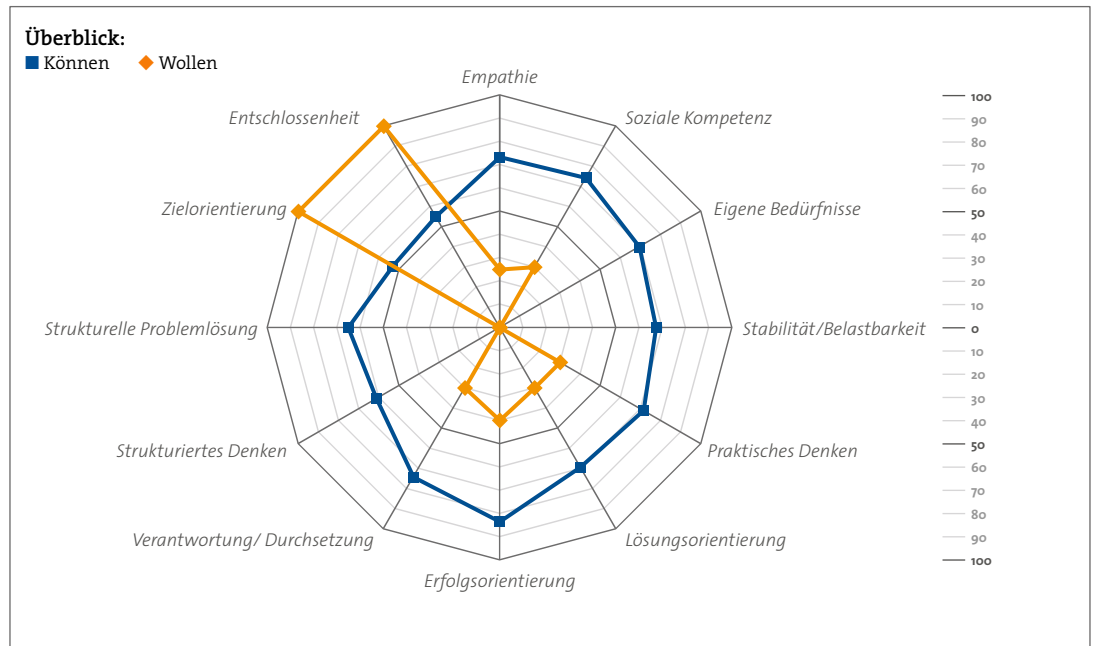 Überblick:
Können Wollen
Empathie
Entschlossenheit
Soziale Kompetenz
Zielorientierung
Eigene Bedürfnisse
Strukturelle Problemlösung
Stabilität/Belastbarkeit
Strukturiertes Denken
Praktisches Denken
Verantwortung/ Durchsetzung
Lösungsorientierung
Erfolgsorientierung
100
90
80
70
60
50
40
30
20
10
0
10
20
30
40
50
60
70
80
90
100